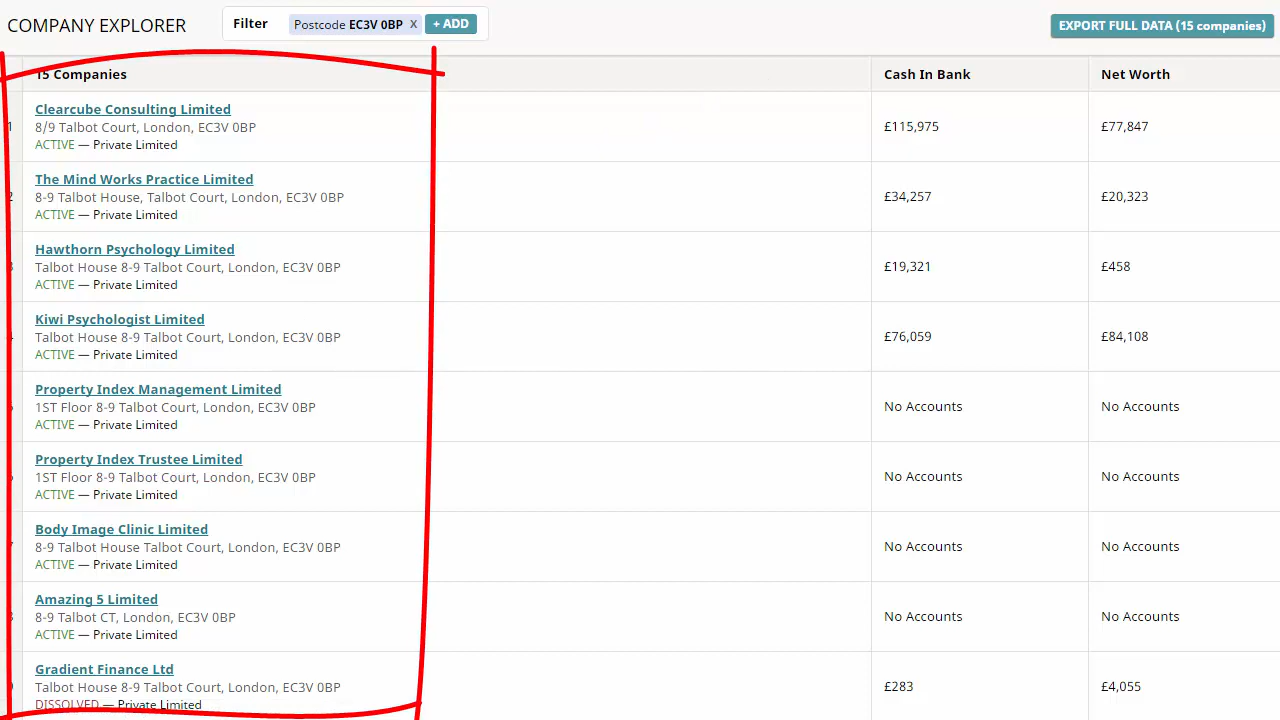 COMPANY EXPLORER
Filter
Postcode EC3V 0BP X
+ ADD
EXPORT FULL DATA (15 companies)
15 Companies
Cash In Bank
Net Worth
1
Clearcube Consulting Limited
8/9 Talbot Court, London, EC3V 0BP
ACTIVE — Private Limited
£115,975
£77,847
2
The Mind Works Practice Limited
8-9 Talbot House, Talbot Court, London, EC3V 0BP
ACTIVE — Private Limited
£34,257
£20,323
Hawthorn Psychology Limited
Talbot House 8-9 Talbot Court, London, EC3V 0BP
ACTIVE — Private Limited
£19,321
£458
Kiwi Psychologist Limited
Talbot House 8-9 Talbot Court, London, EC3V 0BP
ACTIVE — Private Limited
£76,059
£84,108
Property Index Management Limited
1ST Floor 8-9 Talbot Court, London, EC3V 0BP
ACTIVE — Private Limited
No Accounts
No Accounts
Property Index Trustee Limited
1ST Floor 8-9 Talbot Court, London, EC3V 0BP
ACTIVE — Private Limited
No Accounts
No Accounts
Body Image Clinic Limited
8-9 Talbot House Talbot Court, London, EC3V 0BP
ACTIVE — Private Limited
No Accounts
No Accounts
Amazing 5 Limited
8-9 Talbot CT, London, EC3V 0BP
ACTIVE — Private Limited
No Accounts
No Accounts
Gradient Finance Ltd
Talbot House 8-9 Talbot Court, London, EC3V 0BP
DISSOLVED — Private Limited
£283
£4,055